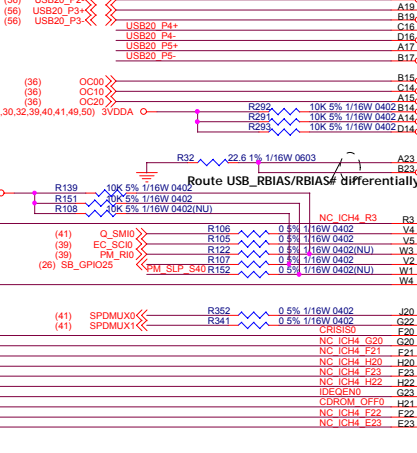 (56) USB20_P2-
(56) USB20_P3+
(56) USB20_P3-
A19
B19
USB20_P4+ C16
USB20_P4- D16
USB20_P5+ A17
USB20_P5- B17
(36) OC00 B15
(36) OC10 C14
(36) OC20 A15
,30,32,39,40,41,49,50) 3VDDA R292 10K 5% 1/16W 0402 B14
R291 10K 5% 1/16W 0402 A14
R293 10K 5% 1/16W 0402 D14
R32 22.6 1% 1/16W 0603 A23
B23
Route USB_RBIAS/RBIAS# differentially
R139 10K 5% 1/16W 0402
R151 10K 5% 1/16W 0402
R108 10K 5% 1/16W 0402(NU)
NC_ICH4_R3 R3
(41) Q_SMI0 R106 0 5% 1/16W 0402 V4
(39) EC_SCI0 R105 0 5% 1/16W 0402 V5
(39) PM_RI0 R122 0 5% 1/16W 0402(NU) W3
(26) SB_GPIO25 R107 0 5% 1/16W 0402 V2
PM_SLP_S40 R152 0 5% 1/16W 0402(NU) W1
W4
(41) SPDMUX0 R352 0 5% 1/16W 0402 J20
(41) SPDMUX1 R341 0 5% 1/16W 0402 G22
CRISIS0 F20
NC_ICH4_G20 G20
NC_ICH4_F21 F21
NC_ICH4_H20 H20
NC_ICH4_F23 F23
NC_ICH4_H22 H22
IDEQEN0 G23
CDROM_OFF0 H21
NC_ICH4_F22 F22
NC_ICH4_E23 E23